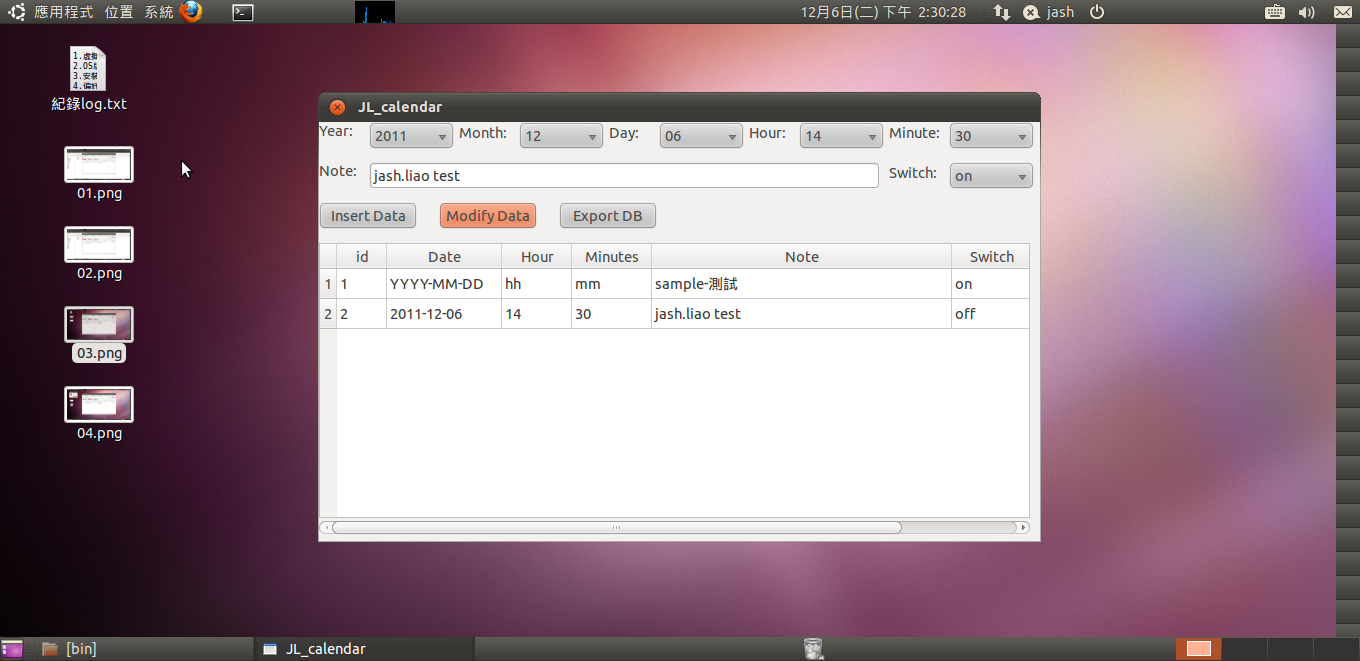 應用程式 位置 系統 12月6日(二) 下午 2:30:28 jash
1.虛擬
2.OS版
3.安裝
4.備好
紀錄log.txt
01.png
02.png
03.png
04.png
JL_calendar
Year: 2011 Month: 12 Day: 06 Hour: 14 Minute: 30
Note: jash.liao test Switch: on
Insert Data Modify Data Export DB
id Date Hour Minutes Note Switch
1 1 YYYY-MM-DD hh mm sample-測試 on
2 2 2011-12-06 14 30 jash.liao test off
[bin] JL_calendar